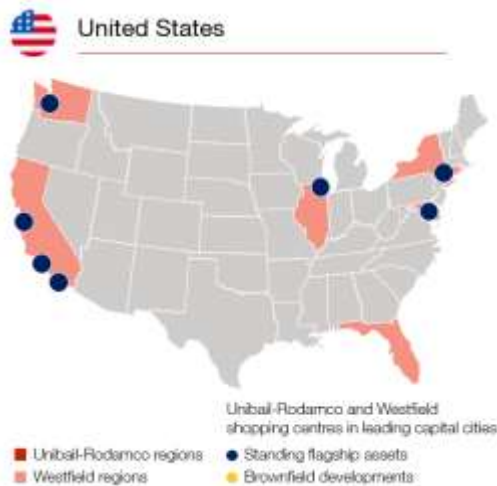 United States
Unibail-Rodamco and Westfield
shopping centres in leading capital cities
Unibail-Rodamco regions
Standing flagship assets
Westfield regions
Brownfield developments